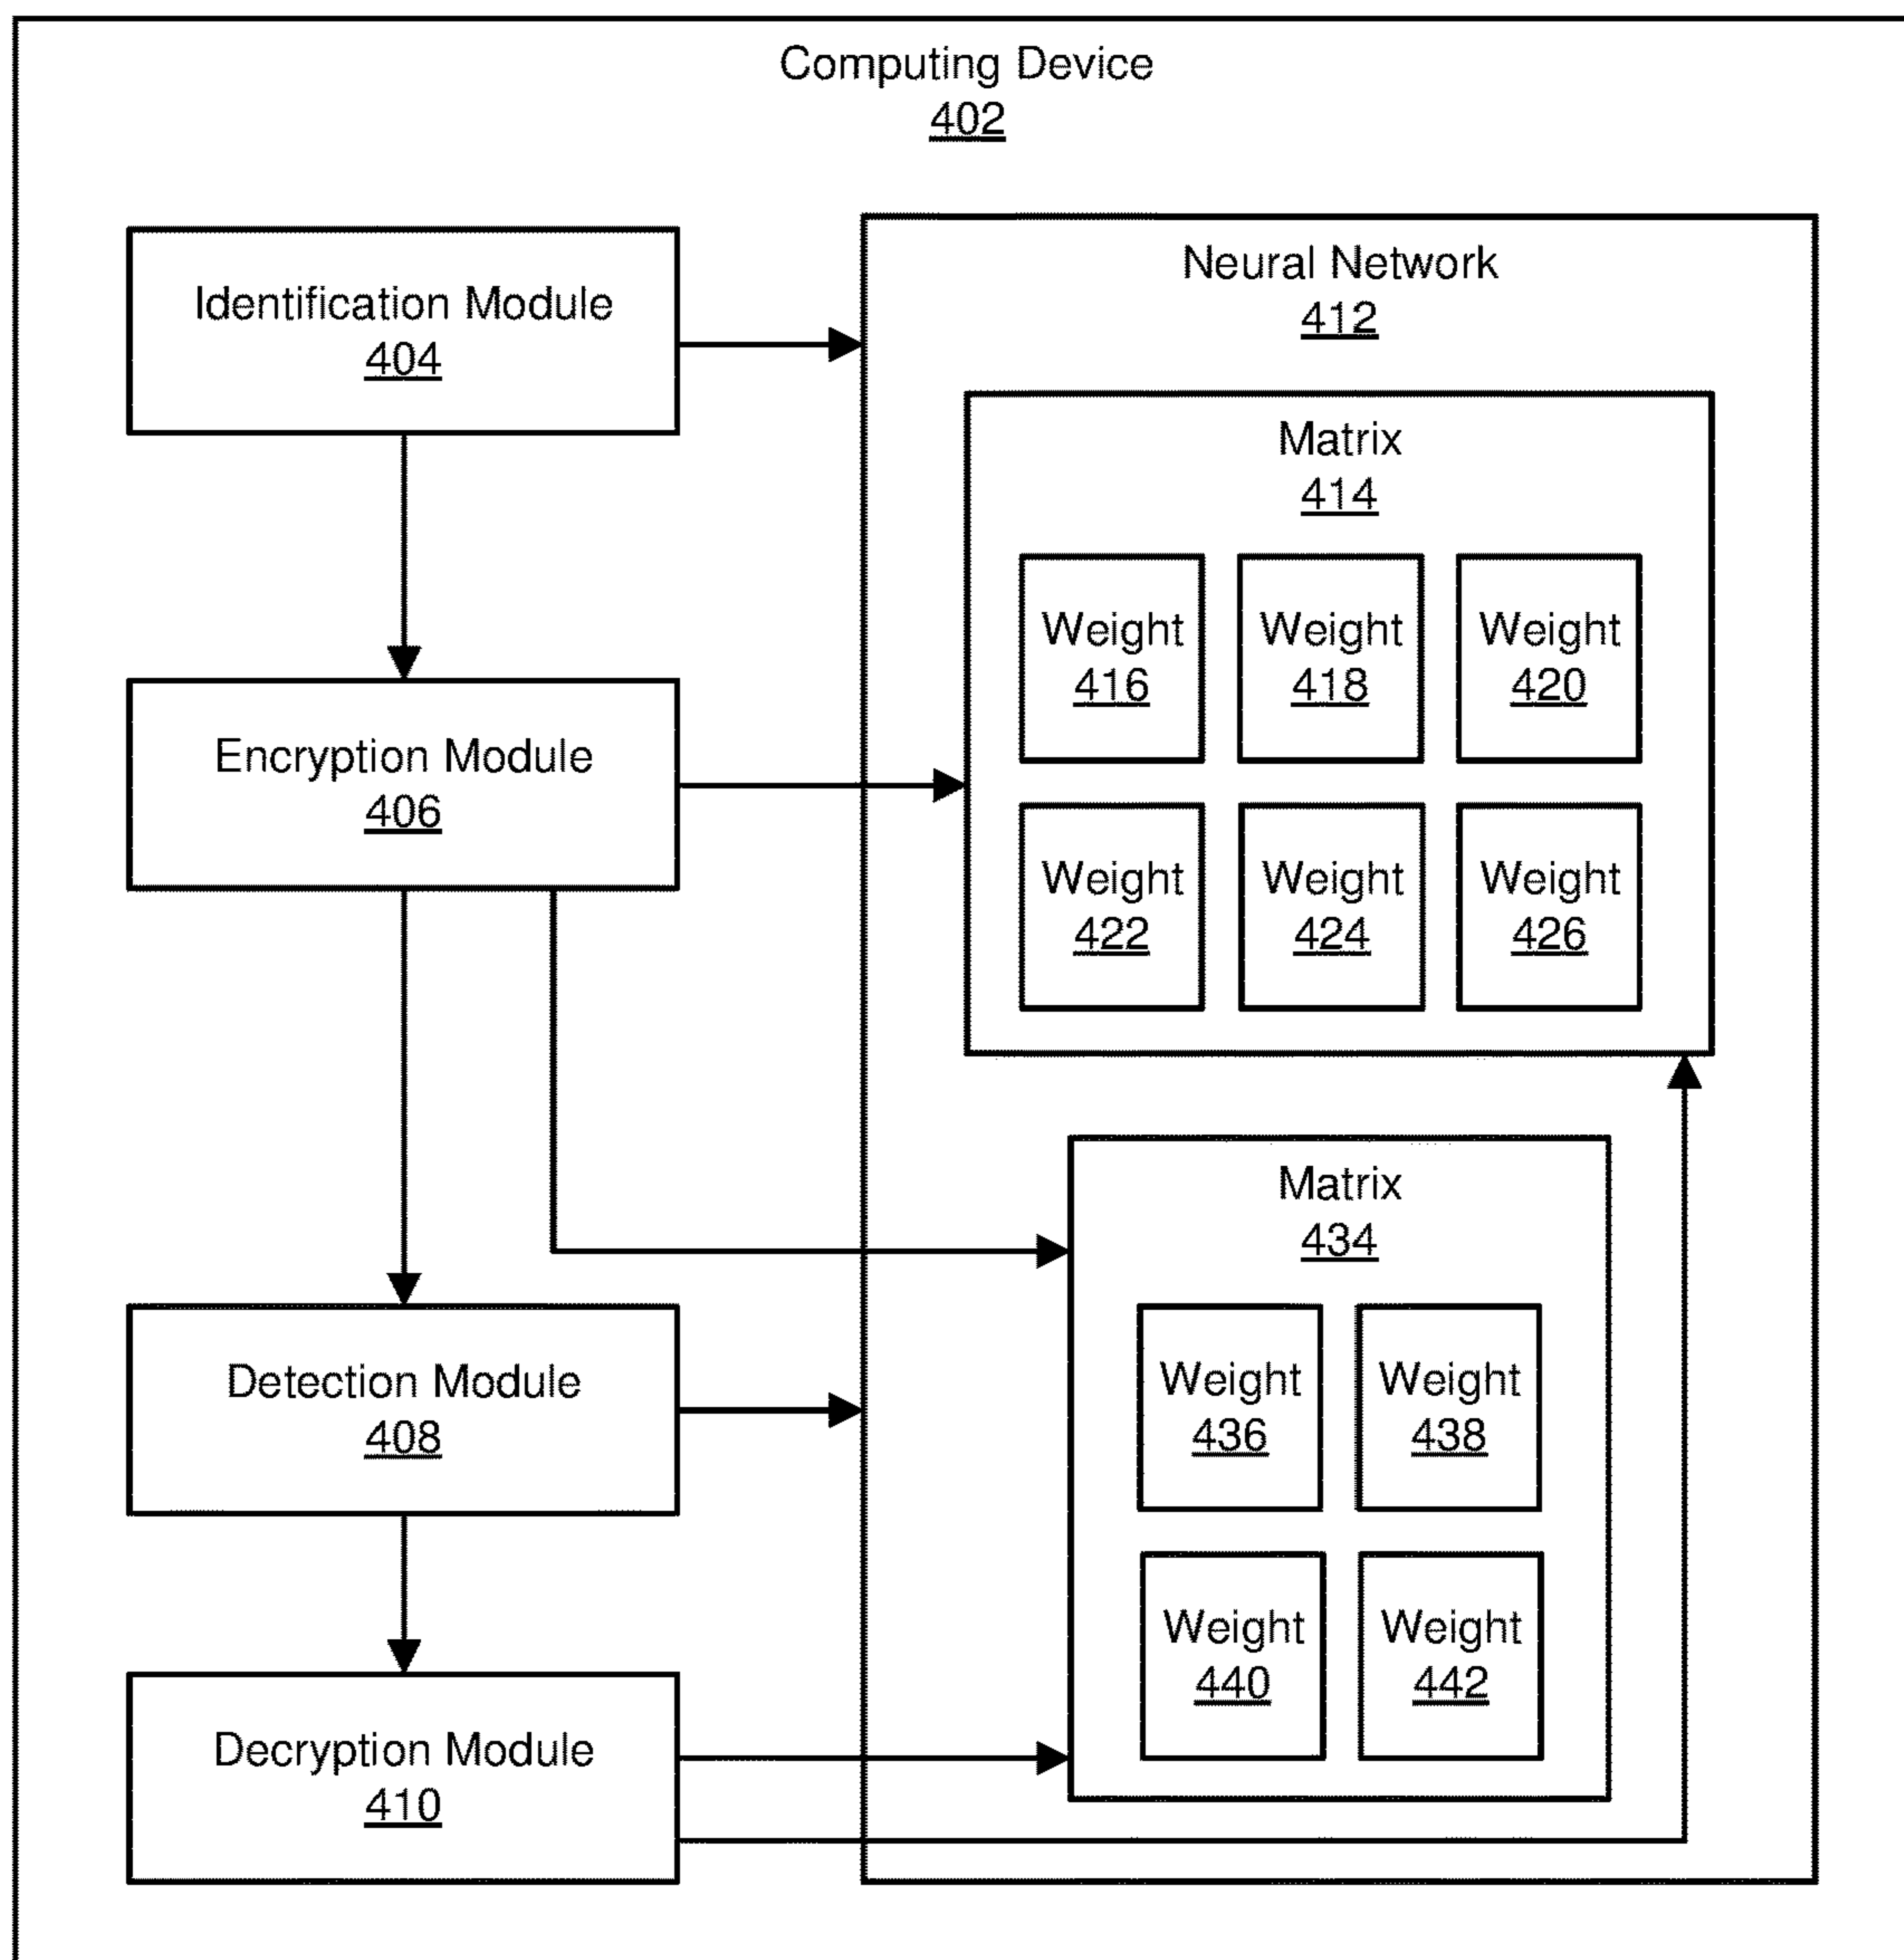 Computing Device
402
Identification Module
404
Encryption Module
406
Detection Module
408
Decryption Module
410
Neural Network
412
Matrix
414
Weight
416
Weight
418
Weight
420
Weight
422
Weight
424
Weight
426
Matrix
434
Weight
436
Weight
438
Weight
440
Weight
442